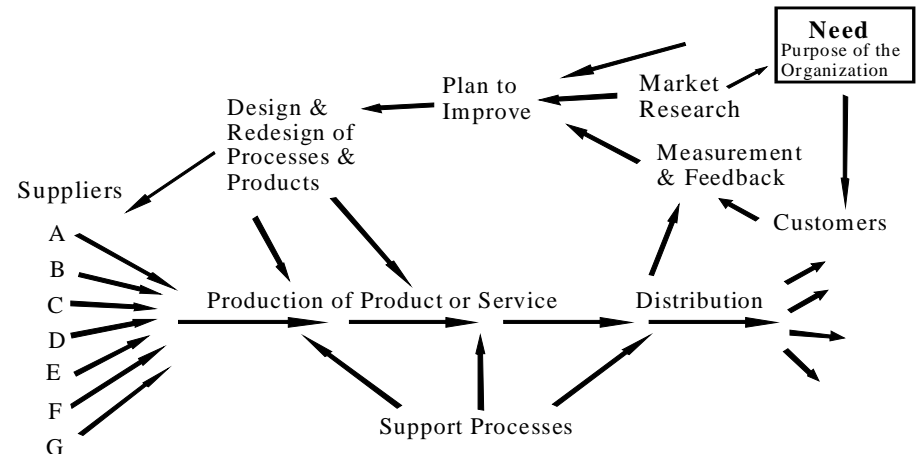 Need
Purpose of the
Organization
Plan to
Improve
Market
Research
Design &
Redesign of
Processes &
Products
Measurement
& Feedback
Suppliers
Customers
A
B
C
D
E
F
G
Production of Product or Service
Distribution
Support Processes